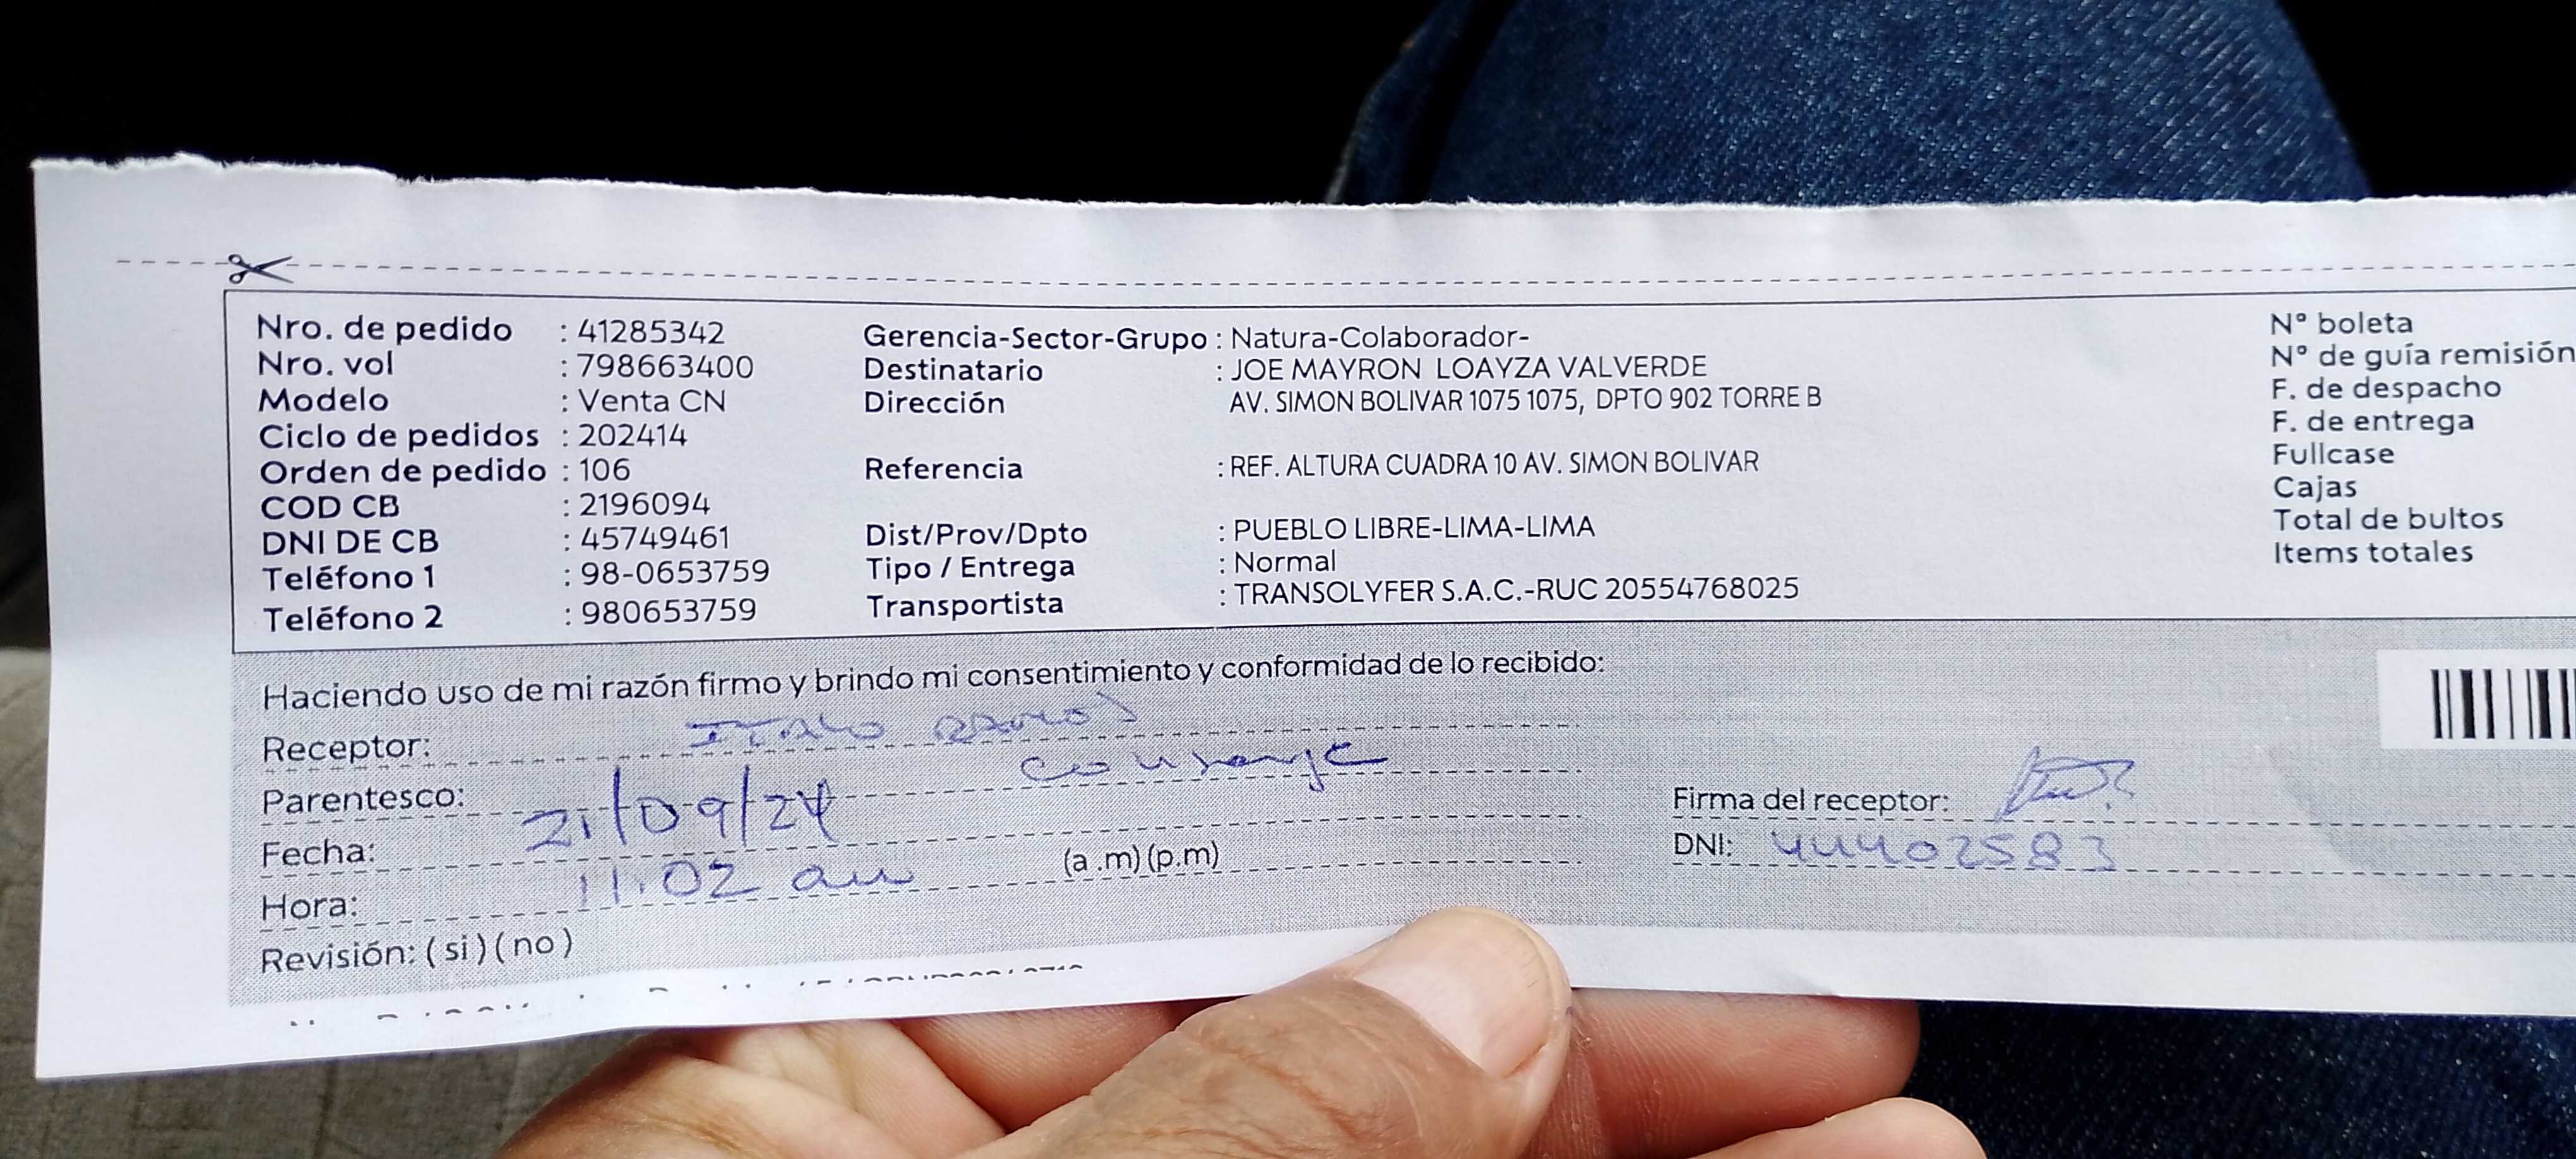 Nro. de pedido : 41285342
Nro. vol : 798663400
Modelo : Venta CN
Ciclo de pedidos : 202414
Orden de pedido : 106
COD CB : 2196094
DNI DE CB : 45749461
Teléfono 1 : 98-0653759
Teléfono 2 : 980653759
Gerencia-Sector-Grupo : Natura-Colaborador-
Destinatario : JOE MAYRON LOAYZA VALVERDE
Dirección AV. SIMON BOLIVAR 1075 1075, DPTO 902 TORRE B
Referencia : REF. ALTURA CUADRA 10 AV. SIMON BOLIVAR
Dist/Prov/Dpto : PUEBLO LIBRE-LIMA-LIMA
Tipo / Entrega : Normal
Transportista : TRANSOLYFER S.A.C.-RUC 20554768025
Nº boleta
Nº de guía remisión
F. de despacho
F. de entrega
Fullcase
Cajas
Total de bultos
Items totales
Haciendo uso de mi razón firmo y brindo mi consentimiento y conformidad de lo recibido:
Receptor: ITALO RAMOS
Parentesco: conserje
Fecha: 21/09/24
Hora: 11:02 am (a .m) (p.m)
Revisión: ( si ) ( no )
Firma del receptor:
DNI: 44402583